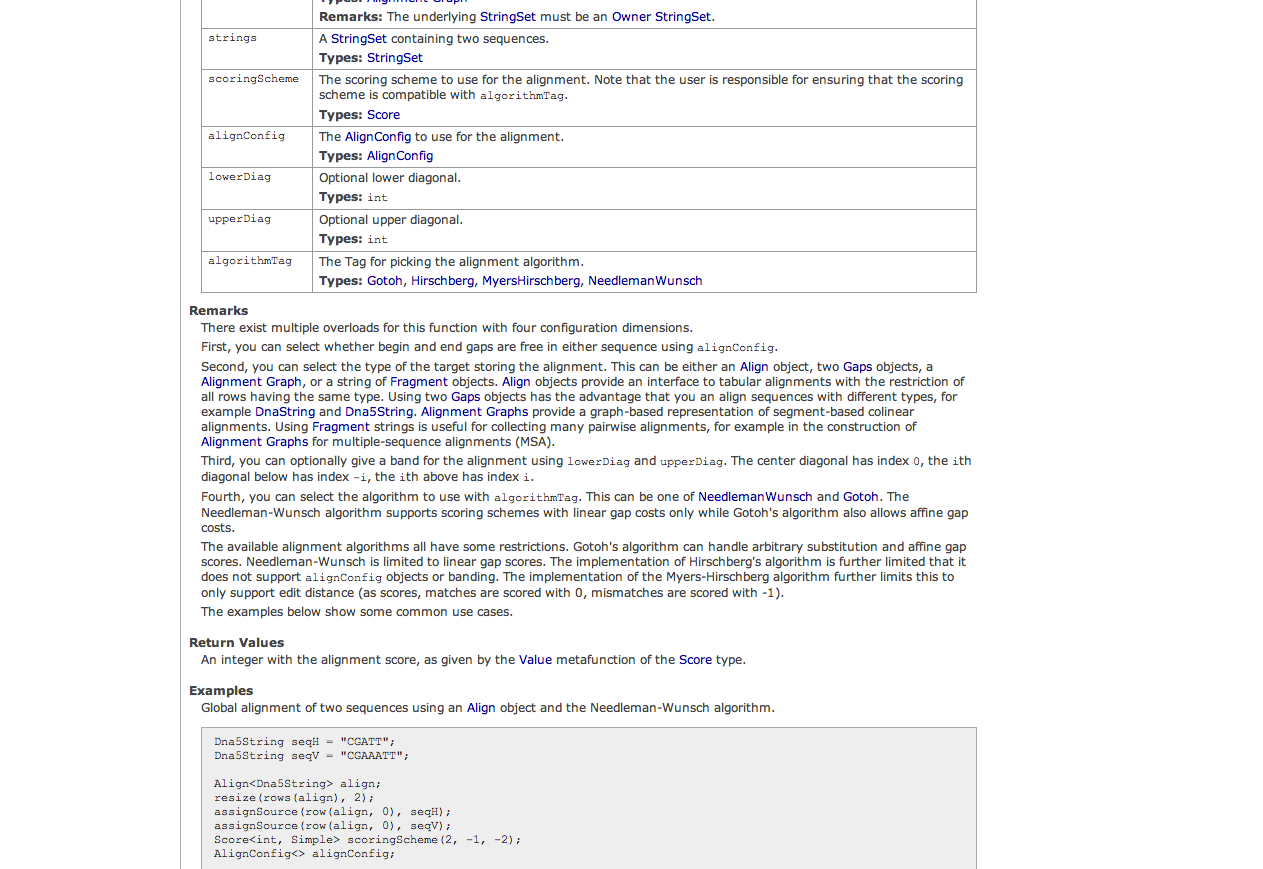 Types: Alignment Graph
Remarks: The underlying StringSet must be an Owner StringSet.
strings
A StringSet containing two sequences.
Types: StringSet
scoringScheme
The scoring scheme to use for the alignment. Note that the user is responsible for ensuring that the scoring
scheme is compatible with algorithmTag.
Types: Score
alignConfig
The AlignConfig to use for the alignment.
Types: AlignConfig
lowerDiag
Optional lower diagonal.
Types: int
upperDiag
Optional upper diagonal.
Types: int
algorithmTag
The Tag for picking the alignment algorithm.
Types: Gotoh, Hirschberg, MyersHirschberg, NeedlemanWunsch
Remarks
There exist multiple overloads for this function with four configuration dimensions.
First, you can select whether begin and end gaps are free in either sequence using alignConfig.
Second, you can select the type of the target storing the alignment. This can be either an Align object, two Gaps objects, a
Alignment Graph, or a string of Fragment objects. Align objects provide an interface to tabular alignments with the restriction of
all rows having the same type. Using two Gaps objects has the advantage that you an align sequences with different types, for
example DnaString and Dna5String. Alignment Graphs provide a graph-based representation of segment-based colinear
alignments. Using Fragment strings is useful for collecting many pairwise alignments, for example in the construction of
Alignment Graphs for multiple-sequence alignments (MSA).
Third, you can optionally give a band for the alignment using lowerDiag and upperDiag. The center diagonal has index 0, the ith
diagonal below has index -i, the ith above has index i.
Fourth, you can select the algorithm to use with algorithmTag. This can be one of NeedlemanWunsch and Gotoh. The
Needleman-Wunsch algorithm supports scoring schemes with linear gap costs only while Gotoh's algorithm also allows affine gap
costs.
The available alignment algorithms all have some restrictions. Gotoh's algorithm can handle arbitrary substitution and affine gap
scores. Needleman-Wunsch is limited to linear gap scores. The implementation of Hirschberg's algorithm is further limited that it
does not support alignConfig objects or banding. The implementation of the Myers-Hirschberg algorithm further limits this to
only support edit distance (as scores, matches are scored with 0, mismatches are scored with -1).
The examples below show some common use cases.
Return Values
An integer with the alignment score, as given by the Value metafunction of the Score type.
Examples
Global alignment of two sequences using an Align object and the Needleman-Wunsch algorithm.
Dna5String seqH = "CGATT";
Dna5String seqV = "CGAAATT";
Align<Dna5String> align;
resize(rows(align), 2);
assignSource(row(align, 0), seqH);
assignSource(row(align, 0), seqV);
Score<int, Simple> scoringScheme(2, -1, -2);
AlignConfig<> alignConfig;